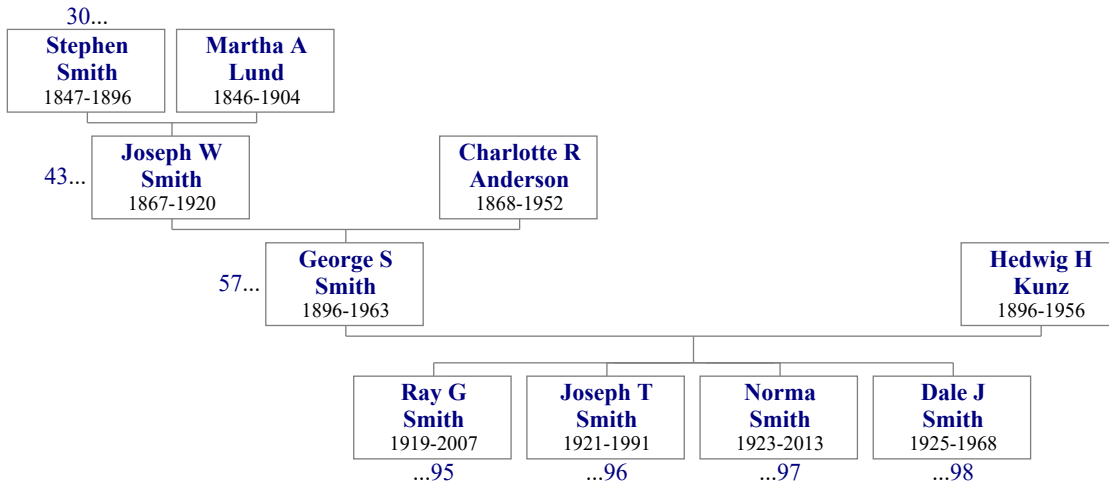 30...
Stephen
Smith
1847-1896
Martha A
Lund
1846-1904
43...
Joseph W
Smith
1867-1920
Charlotte R
Anderson
1868-1952
57...
George S
Smith
1896-1963
Hedwig H
Kunz
1896-1956
Ray G
Smith
1919-2007
...95
Joseph T
Smith
1921-1991
...96
Norma
Smith
1923-2013
...97
Dale J
Smith
1925-1968
...98